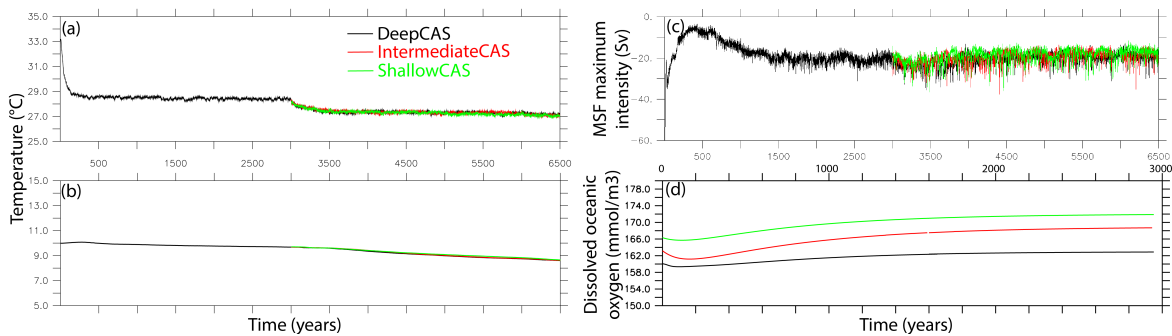 (a)
DeepCAS
IntermediateCAS
ShallowCAS
35.0
33.0
31.0
29.0
27.0
25.0
500 1500 2500 3500 4500 5500 6500
(b)
15.0
13.0
11.0
9.0
7.0
5.0
Temperature (°C)
Time (years)
(c)
MSF maximum
intensity (Sv)
0.
-20.
-40.
-60.
500 1500 2500 3500 4500 5500 6500
0 1000 2000 3000
(d)
Dissolved oceanic
oxygen (mmol/m3)
178.0
174.0
170.0
166.0
162.0
158.0
154.0
150.0
Time (years)